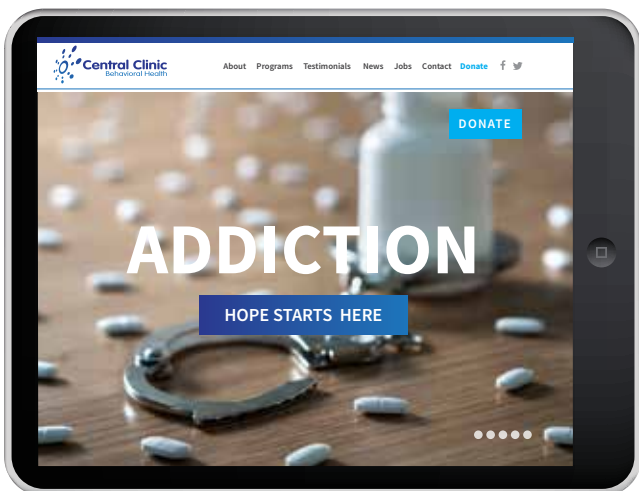 Central Clinic
Behavioral Health
About Programs Testimonials News Jobs Contact Donate
DONATE
ADDICTION
HOPE STARTS HERE